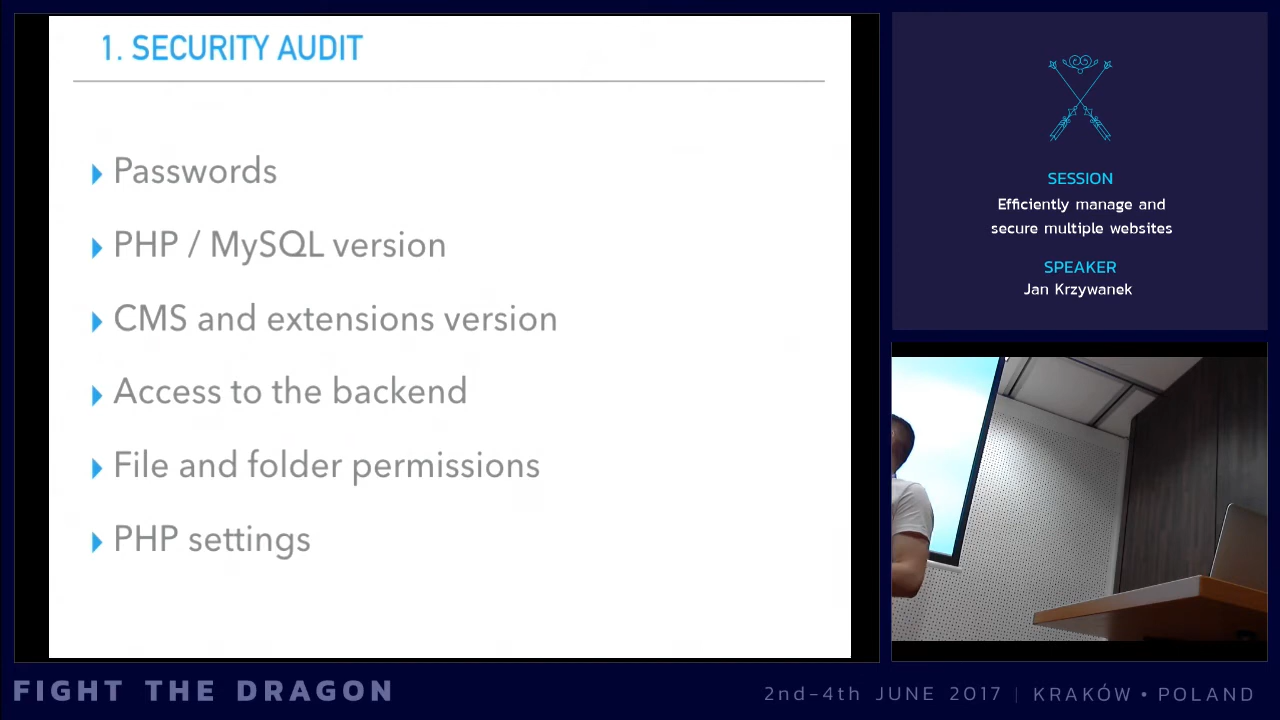 1. SECURITY AUDIT
Passwords
PHP / MySQL version
CMS and extensions version
Access to the backend
File and folder permissions
PHP settings
SESSION
Efficiently manage and
secure multiple websites
SPEAKER
Jan Krzywanek
FIGHT THE DRAGON
2nd-4th JUNE 2017 | KRAKÓW • POLAND